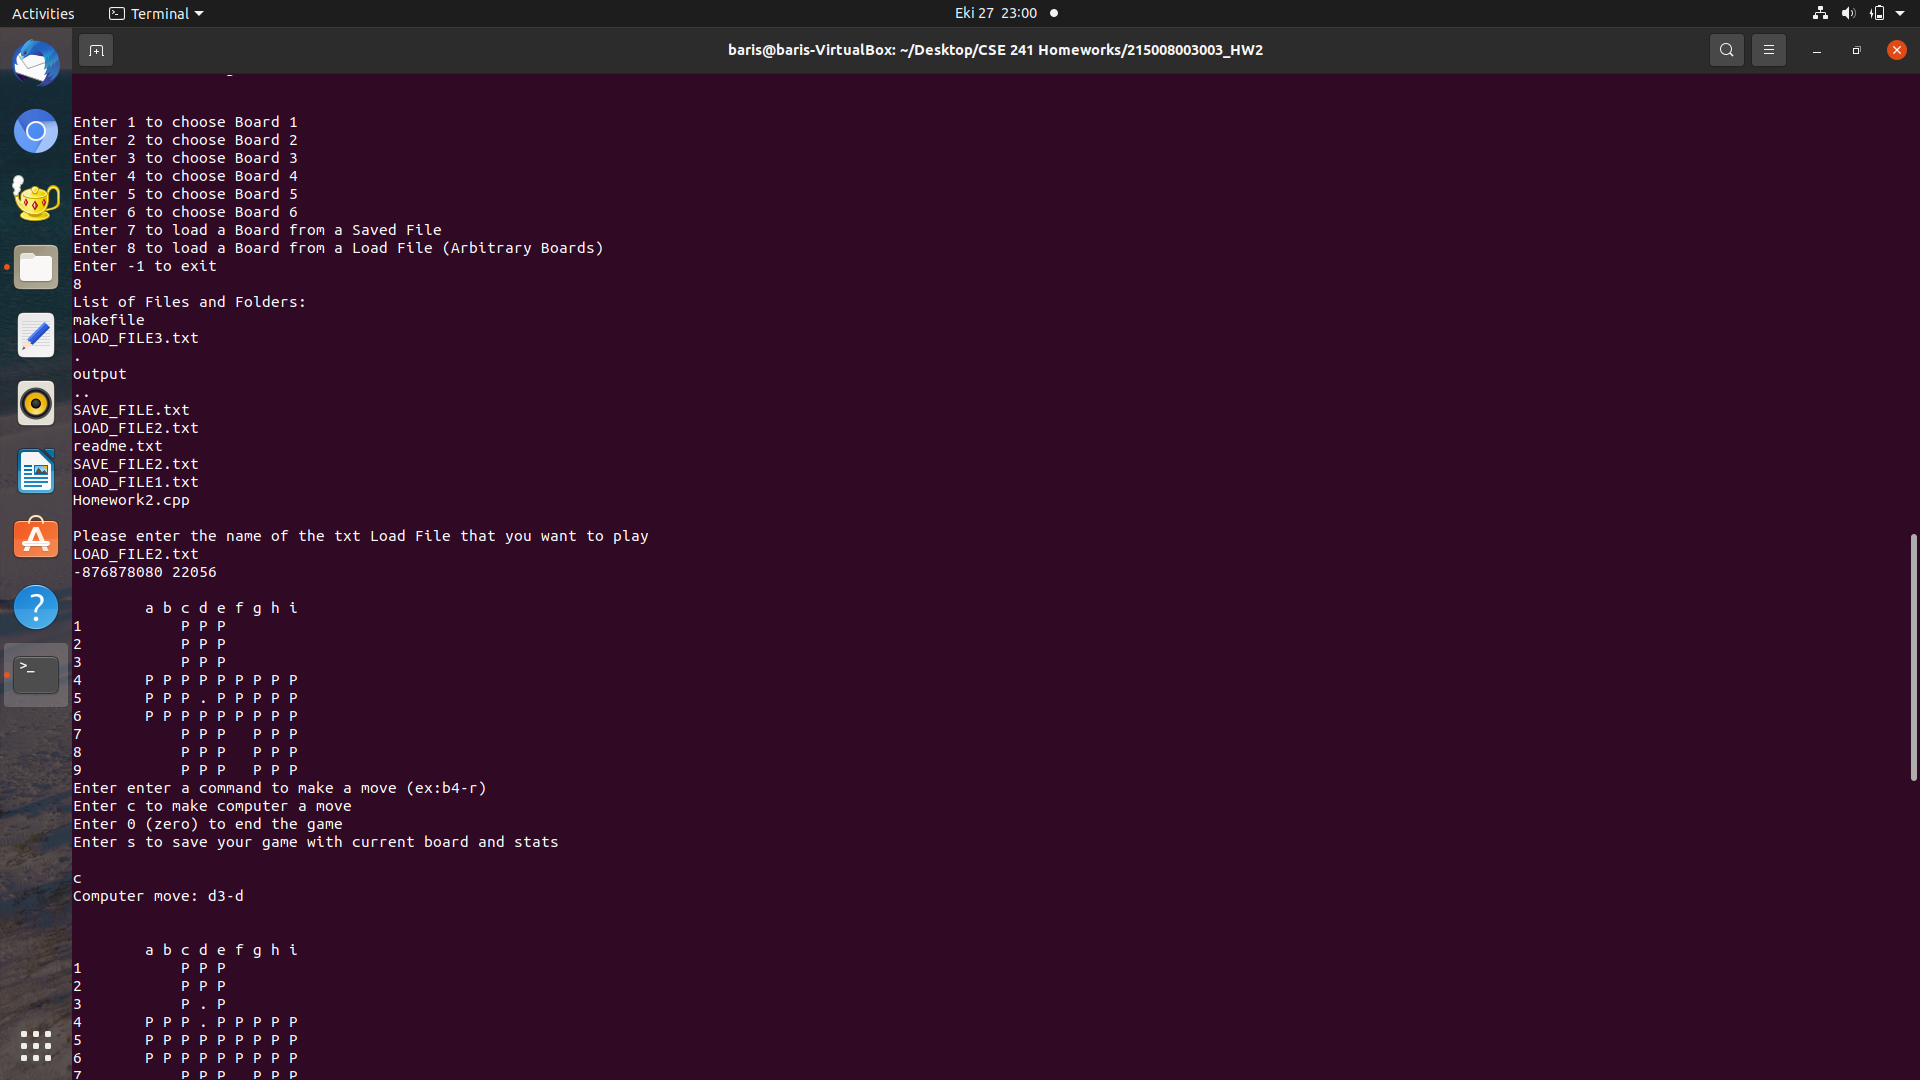 Activities Terminal Eki 27 23:00
baris@baris-VirtualBox: ~/Desktop/CSE 241 Homeworks/215008003003_HW2
Enter 1 to choose Board 1
Enter 2 to choose Board 2
Enter 3 to choose Board 3
Enter 4 to choose Board 4
Enter 5 to choose Board 5
Enter 6 to choose Board 6
Enter 7 to load a Board from a Saved File
Enter 8 to load a Board from a Load File (Arbitrary Boards)
Enter -1 to exit
8
List of Files and Folders:
makefile
LOAD_FILE3.txt
.
output
..
SAVE_FILE.txt
LOAD_FILE2.txt
readme.txt
SAVE_FILE2.txt
LOAD_FILE1.txt
Homework2.cpp
Please enter the name of the txt Load File that you want to play
LOAD_FILE2.txt
-876878080 22056
        a b c d e f g h i
1           P P P
2           P P P
3           P P P
4       P P P P P P P P P
5       P P P . P P P P P
6       P P P P P P P P P
7           P P P   P P P
8           P P P   P P P
9           P P P   P P P
Enter enter a command to make a move (ex:b4-r)
Enter c to make computer a move
Enter 0 (zero) to end the game
Enter s to save your game with current board and stats
c
Computer move: d3-d
        a b c d e f g h i
1           P P P
2           P P P
3           P . P
4       P P P . P P P P P
5       P P P P P P P P P
6       P P P P P P P P P
7           P P P   P P P